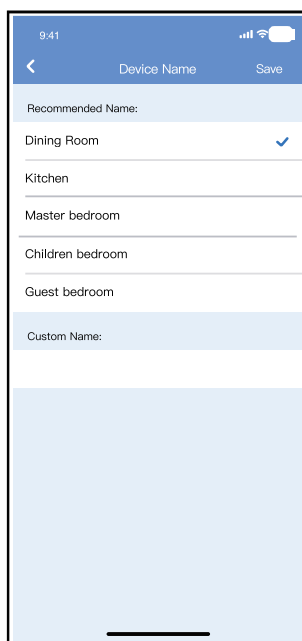 9:41
Device Name Save
Recommended Name:
Dining Room
Kitchen
Master bedroom
Children bedroom
Guest bedroom
Custom Name: